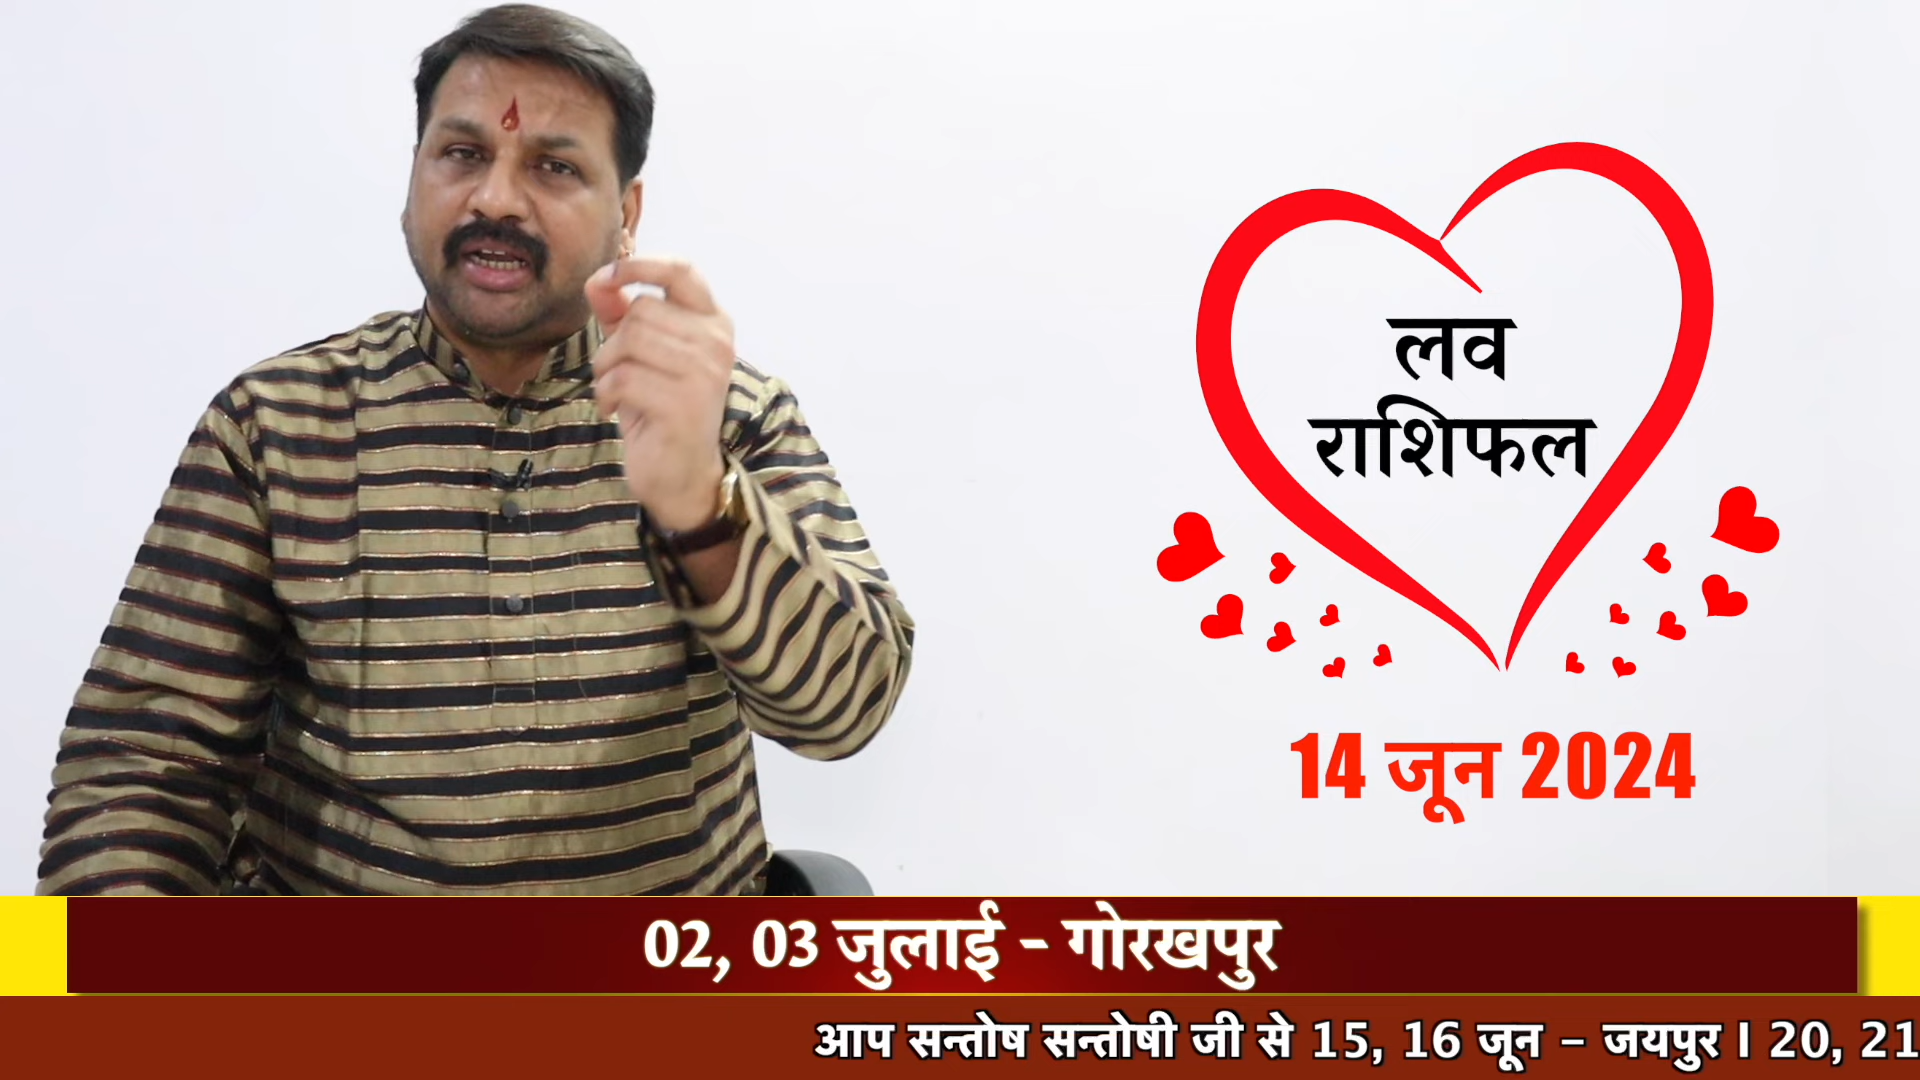 लव
राशिफल
14 जून 2024
02, 03 जुलाई - गोरखपुर
आप सन्तोष सन्तोषी जी से 15, 16 जून – जयपुर I 20, 21